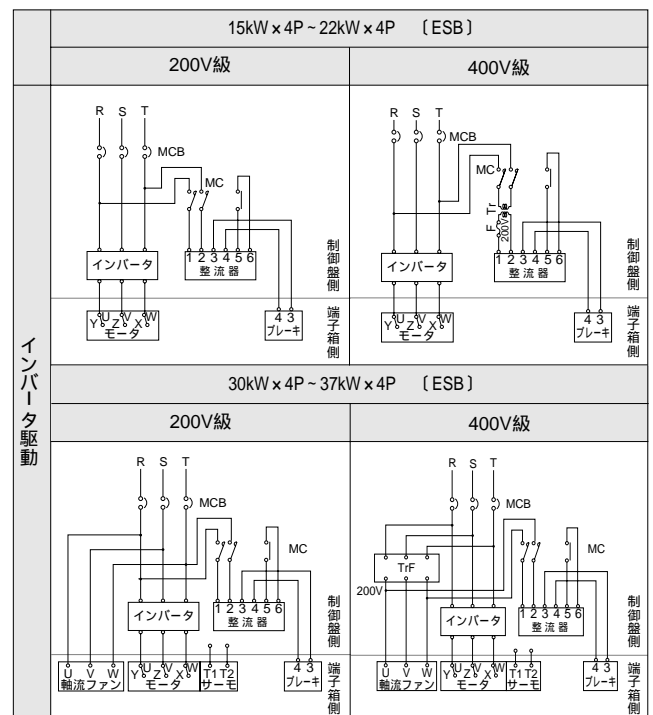 15kW×4P~22kW×4P 〔ESB〕
200V級
400V級
インバータ駆動
R S T
MCB
MC
インバータ
1 2 3 4 5 6
整流器
制御盤側
Y U Z V X W
モータ
4 3
ブレーキ
端子箱側
R S T
MCB
MC
F Tr
200V
インバータ
1 2 3 4 5 6
整流器
制御盤側
Y U Z V X W
モータ
4 3
ブレーキ
端子箱側
30kW×4P~37kW×4P 〔ESB〕
200V級
400V級
R S T
MCB
MC
インバータ
1 2 3 4 5 6
整流器
制御盤側
U V W
軸流ファン
Y U Z V X W
モータ
T1 T2
サーモ
4 3
ブレーキ
端子箱側
R S T
MCB
MC
TrF
200V
インバータ
1 2 3 4 5 6
整流器
制御盤側
U V W
軸流ファン
Y U Z V X W
モータ
T1 T2
サーモ
4 3
ブレーキ
端子箱側